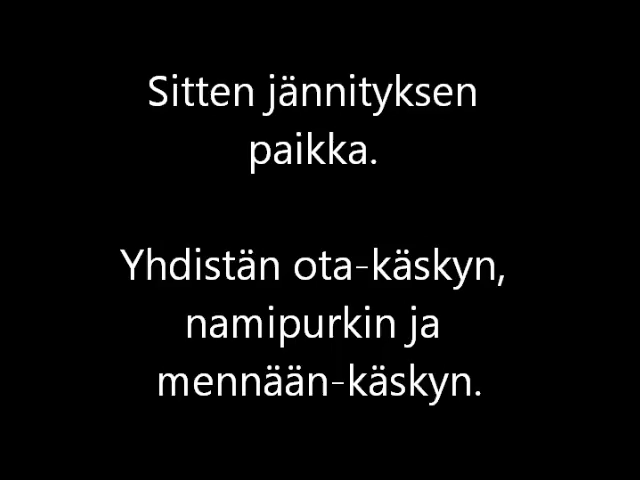 Sitten jännityksen
paikka.
Yhdistän ota-käskyn,
namipurkin ja
mennään-käskyn.